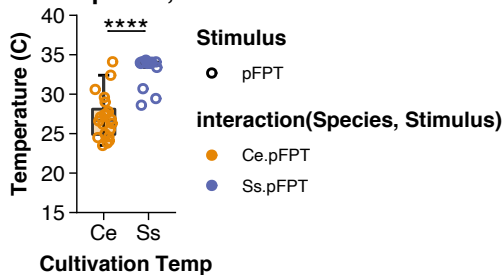 40
35
30
25
20
15
Temperature (C)
****
Ce Ss
Cultivation Temp
Stimulus
pFPT
interaction(Species, Stimulus)
Ce.pFPT
Ss.pFPT